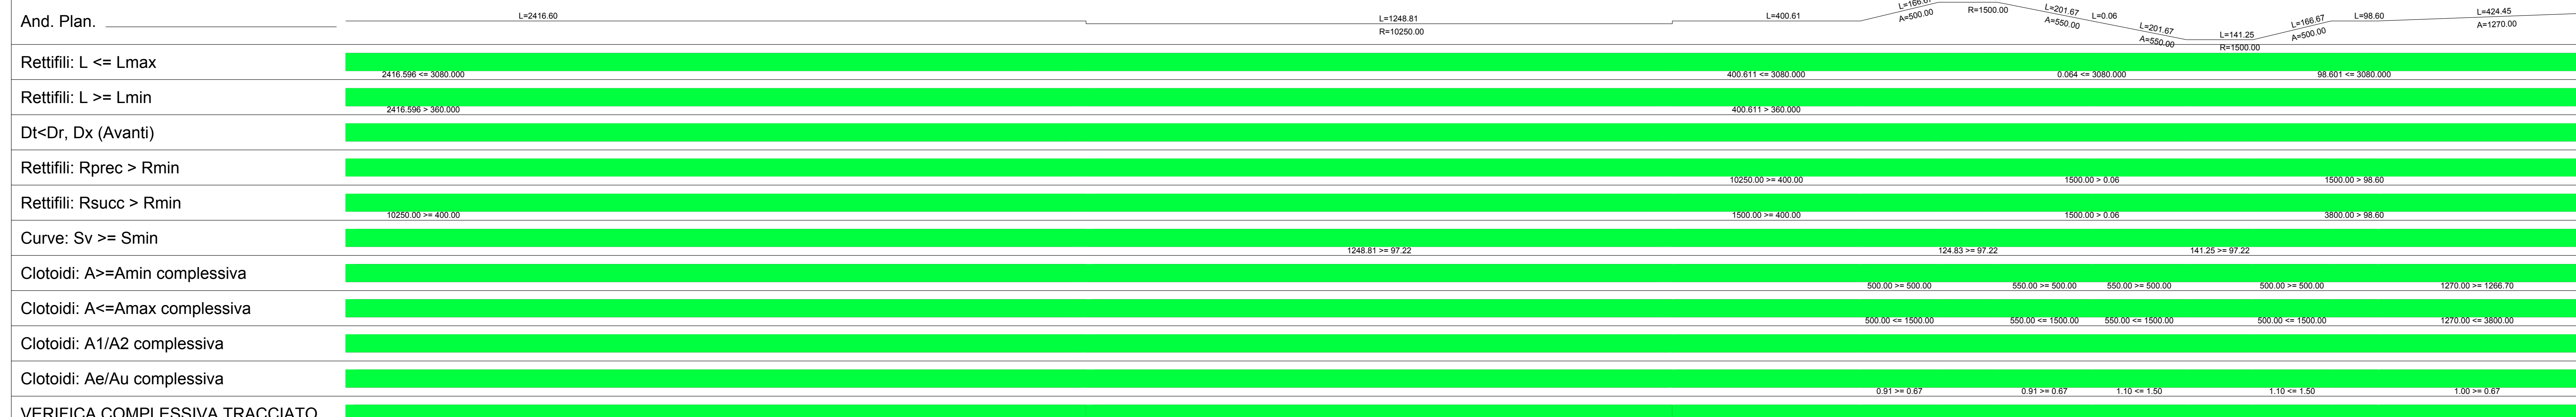 And. Plan.
L=2416.60
L=1248.81
R=10250.00
L=400.61
A=500.00
R=1500.00
L=201.67
A=550.00
L=0.06
L=201.67
A=550.00
L=141.25
R=1500.00
L=166.67
A=500.00
L=98.60
L=424.45
A=1270.00
Rettifili: L <= Lmax
2416.596 <= 3080.000 400.611 <= 3080.000 0.064 <= 3080.000 98.601 <= 3080.000
Rettifili: L >= Lmin
2416.596 > 360.000 400.611 > 360.000
Dt<Dr, Dx (Avanti)
Rettifili: Rprec > Rmin
10250.00 >= 400.00 1500.00 > 0.06 1500.00 > 98.60
Rettifili: Rsucc > Rmin
10250.00 >= 400.00 1500.00 >= 400.00 1500.00 > 0.06 3800.00 > 98.60
Curve: Sv >= Smin
1248.81 >= 97.22 124.83 >= 97.22 141.25 >= 97.22
Clotoidi: A>=Amin complessiva
500.00 >= 500.00 550.00 >= 500.00 550.00 >= 500.00 500.00 >= 500.00 1270.00 >= 1266.70
Clotoidi: A<=Amax complessiva
500.00 <= 1500.00 550.00 <= 1500.00 550.00 <= 1500.00 500.00 <= 1500.00 1270.00 <= 3800.00
Clotoidi: A1/A2 complessiva
Clotoidi: Ae/Au complessiva
0.91 >= 0.67 0.91 >= 0.67 1.10 <= 1.50 1.10 <= 1.50 1.00 >= 0.67
VERIFICA COMPLESSIVA TRACCIATO